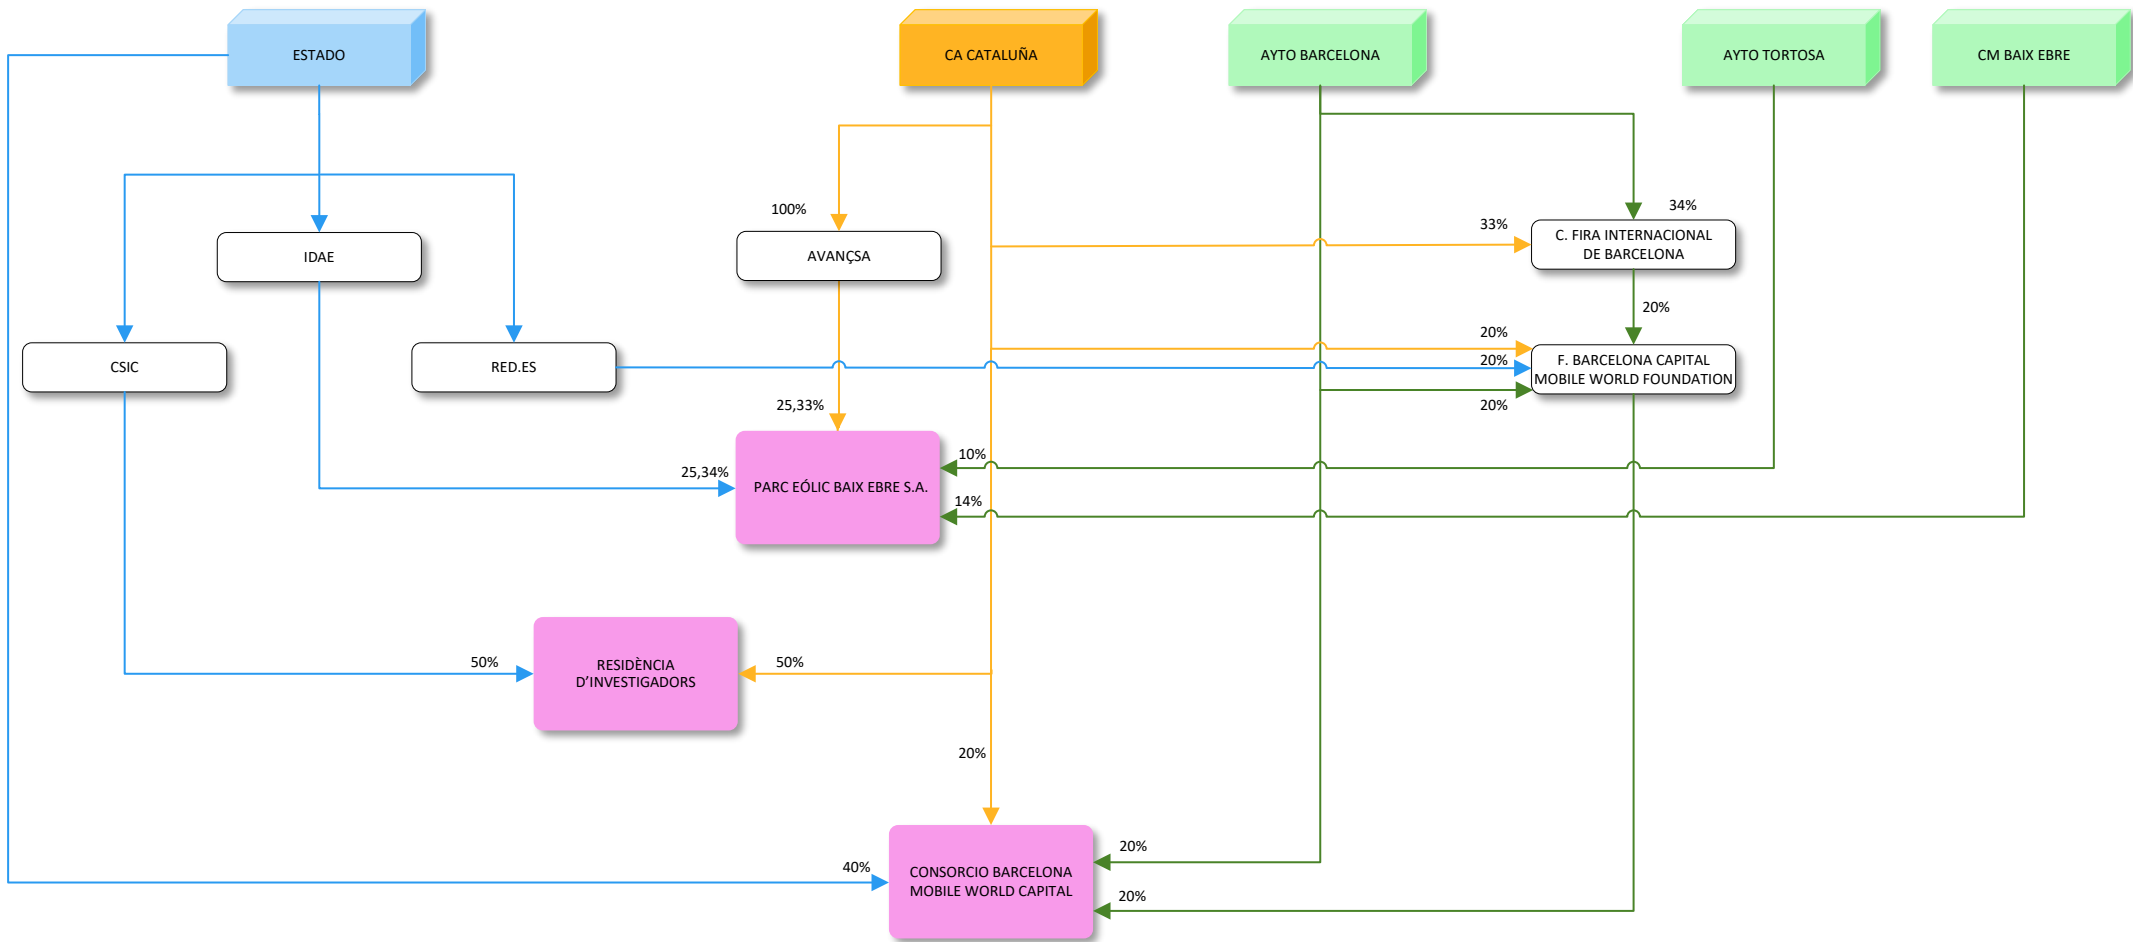 ESTADO
CA CATALUÑA
AYTO BARCELONA
AYTO TORTOSA
CM BAIX EBRE
100%
34%
33%
IDAE
AVANÇSA
C. FIRA INTERNACIONAL
DE BARCELONA
20%
20%
CSIC
RED.ES
20%
F. BARCELONA CAPITAL
MOBILE WORLD FOUNDATION
25,33%
20%
10%
25,34%
PARC EÓLIC BAIX EBRE S.A.
14%
50%
RESIDÈNCIA
D'INVESTIGADORS
50%
20%
20%
40%
CONSORCIO BARCELONA
MOBILE WORLD CAPITAL
20%